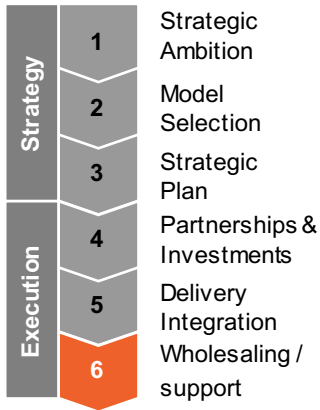 Strategy
1
Strategic
Ambition
2
Model
Selection
3
Strategic
Plan
Execution
4
Partnerships &
Investments
5
Delivery
Integration
6
Wholesaling /
support